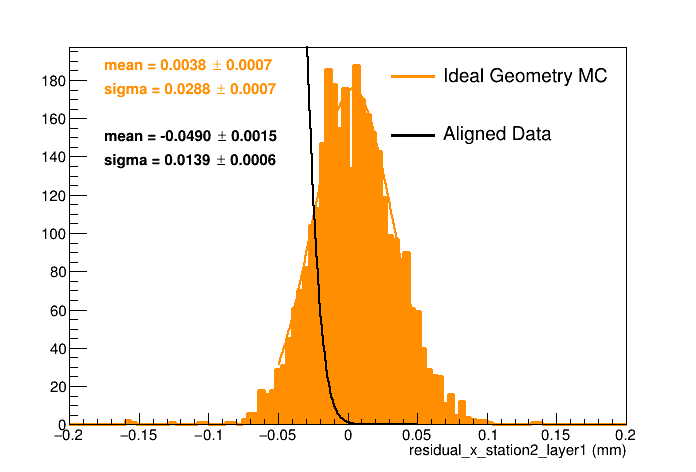 mean = 0.0038 ± 0.0007
sigma = 0.0288 ± 0.0007
mean = -0.0490 ± 0.0015
sigma = 0.0139 ± 0.0006
Ideal Geometry MC
Aligned Data
180
160
140
120
100
80
60
40
20
0
−0.2 −0.15 −0.1 −0.05 0 0.05 0.1 0.15 0.2
residual_x_station2_layer1 (mm)